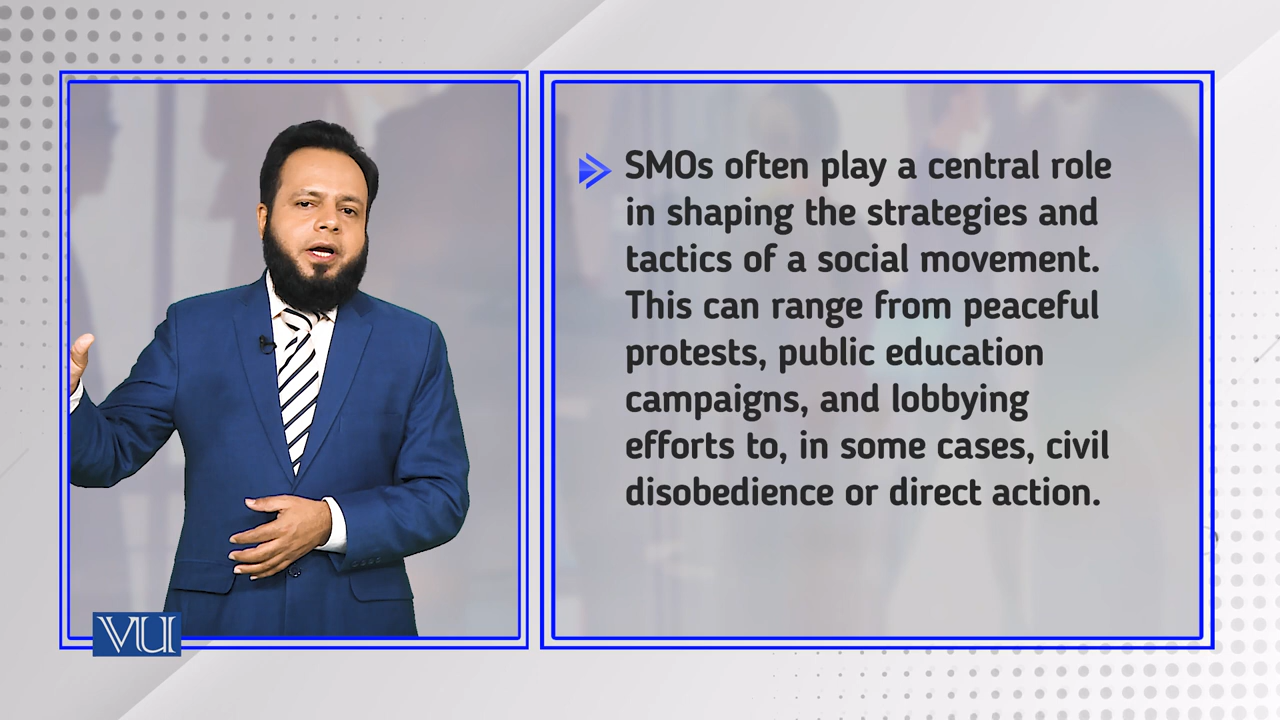 SMOs often play a central role
in shaping the strategies and
tactics of a social movement.
This can range from peaceful
protests, public education
campaigns, and lobbying
efforts to, in some cases, civil
disobedience or direct action.
VU